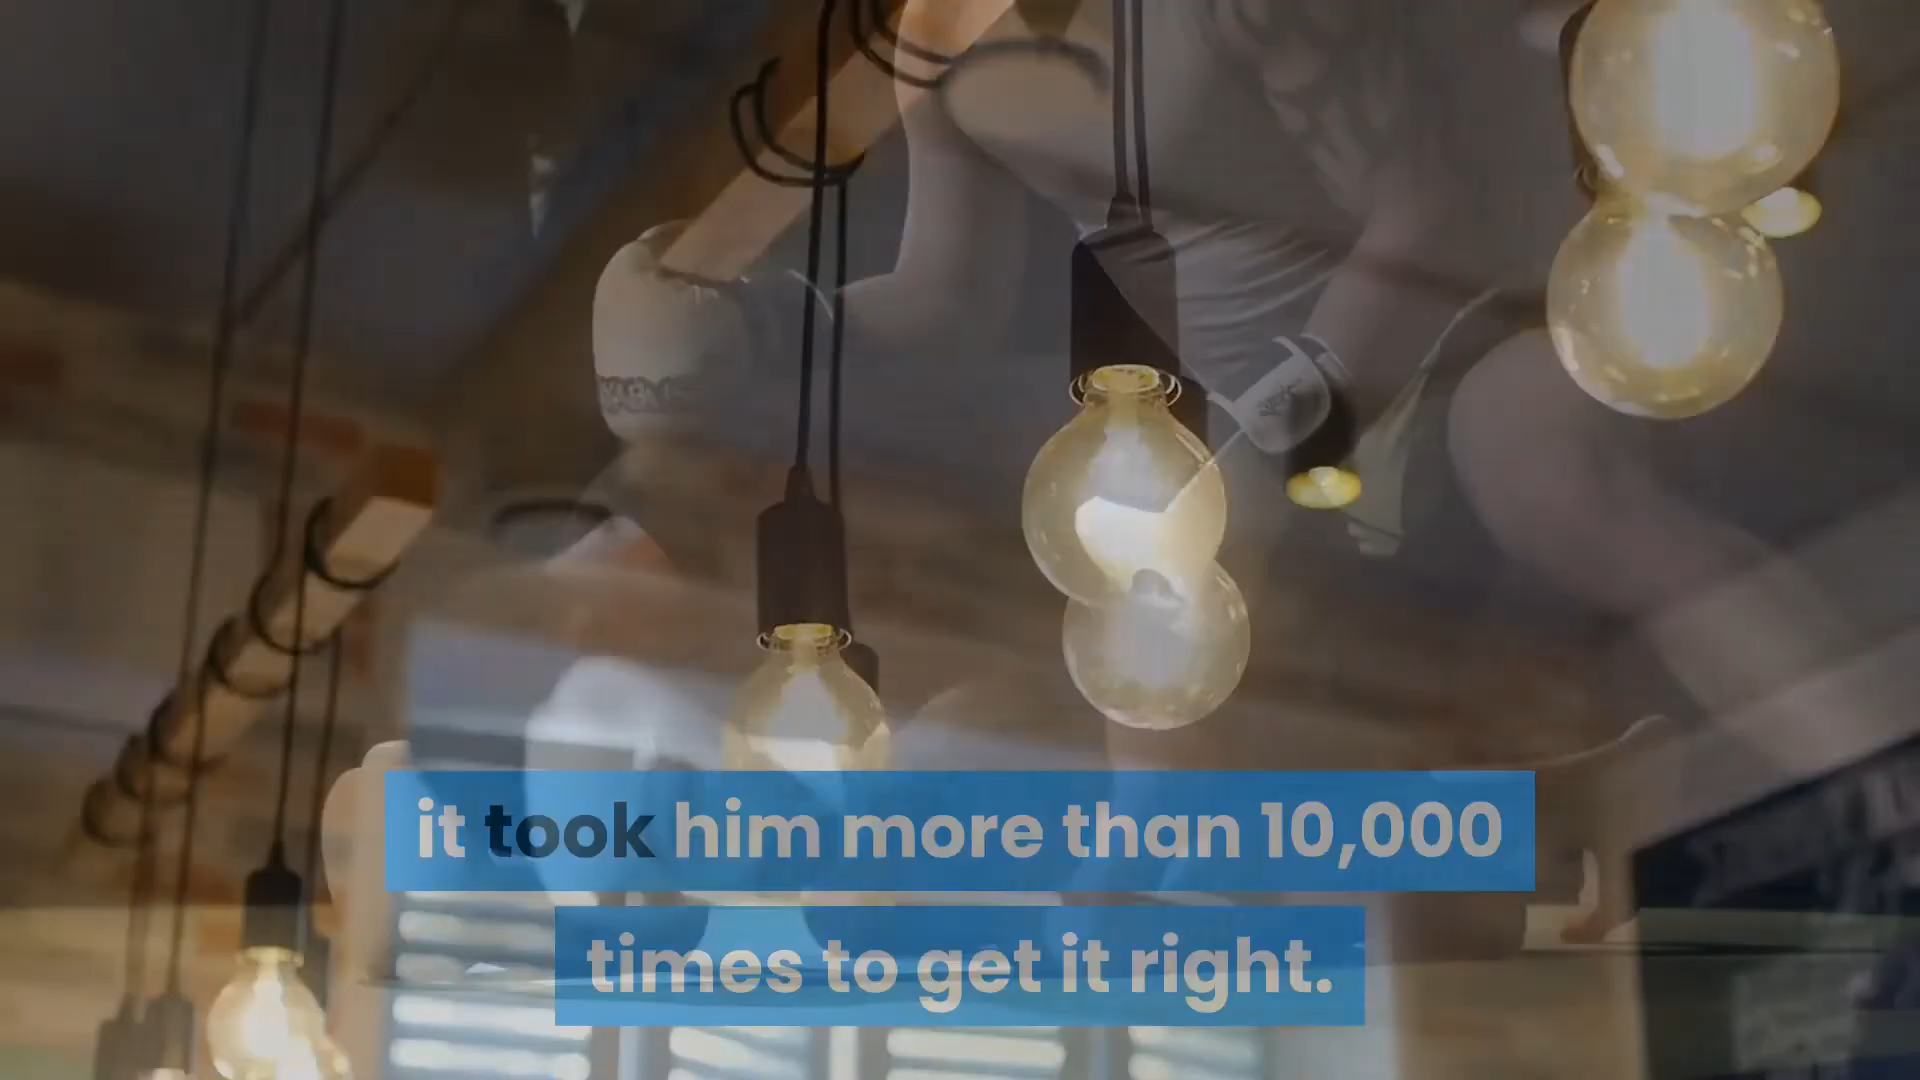 it took him more than 10,000
times to get it right.